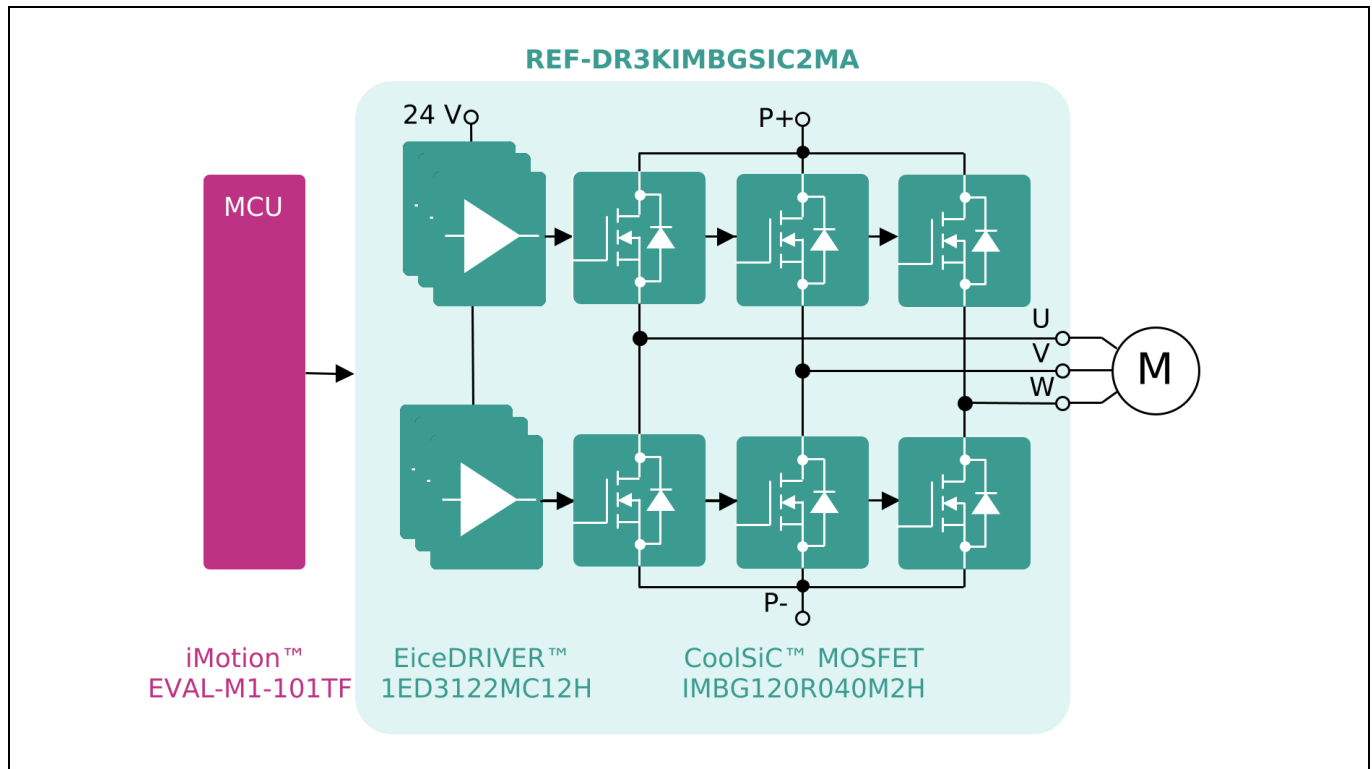 REF-DR3KIMBGSIC2MA
24 V
P+
MCU
U
V
W
M
P-
iMotion™
EVAL-M1-101TF
EiceDRIVER™
1ED3122MC12H
CoolSiC™ MOSFET
IMBG120R040M2H